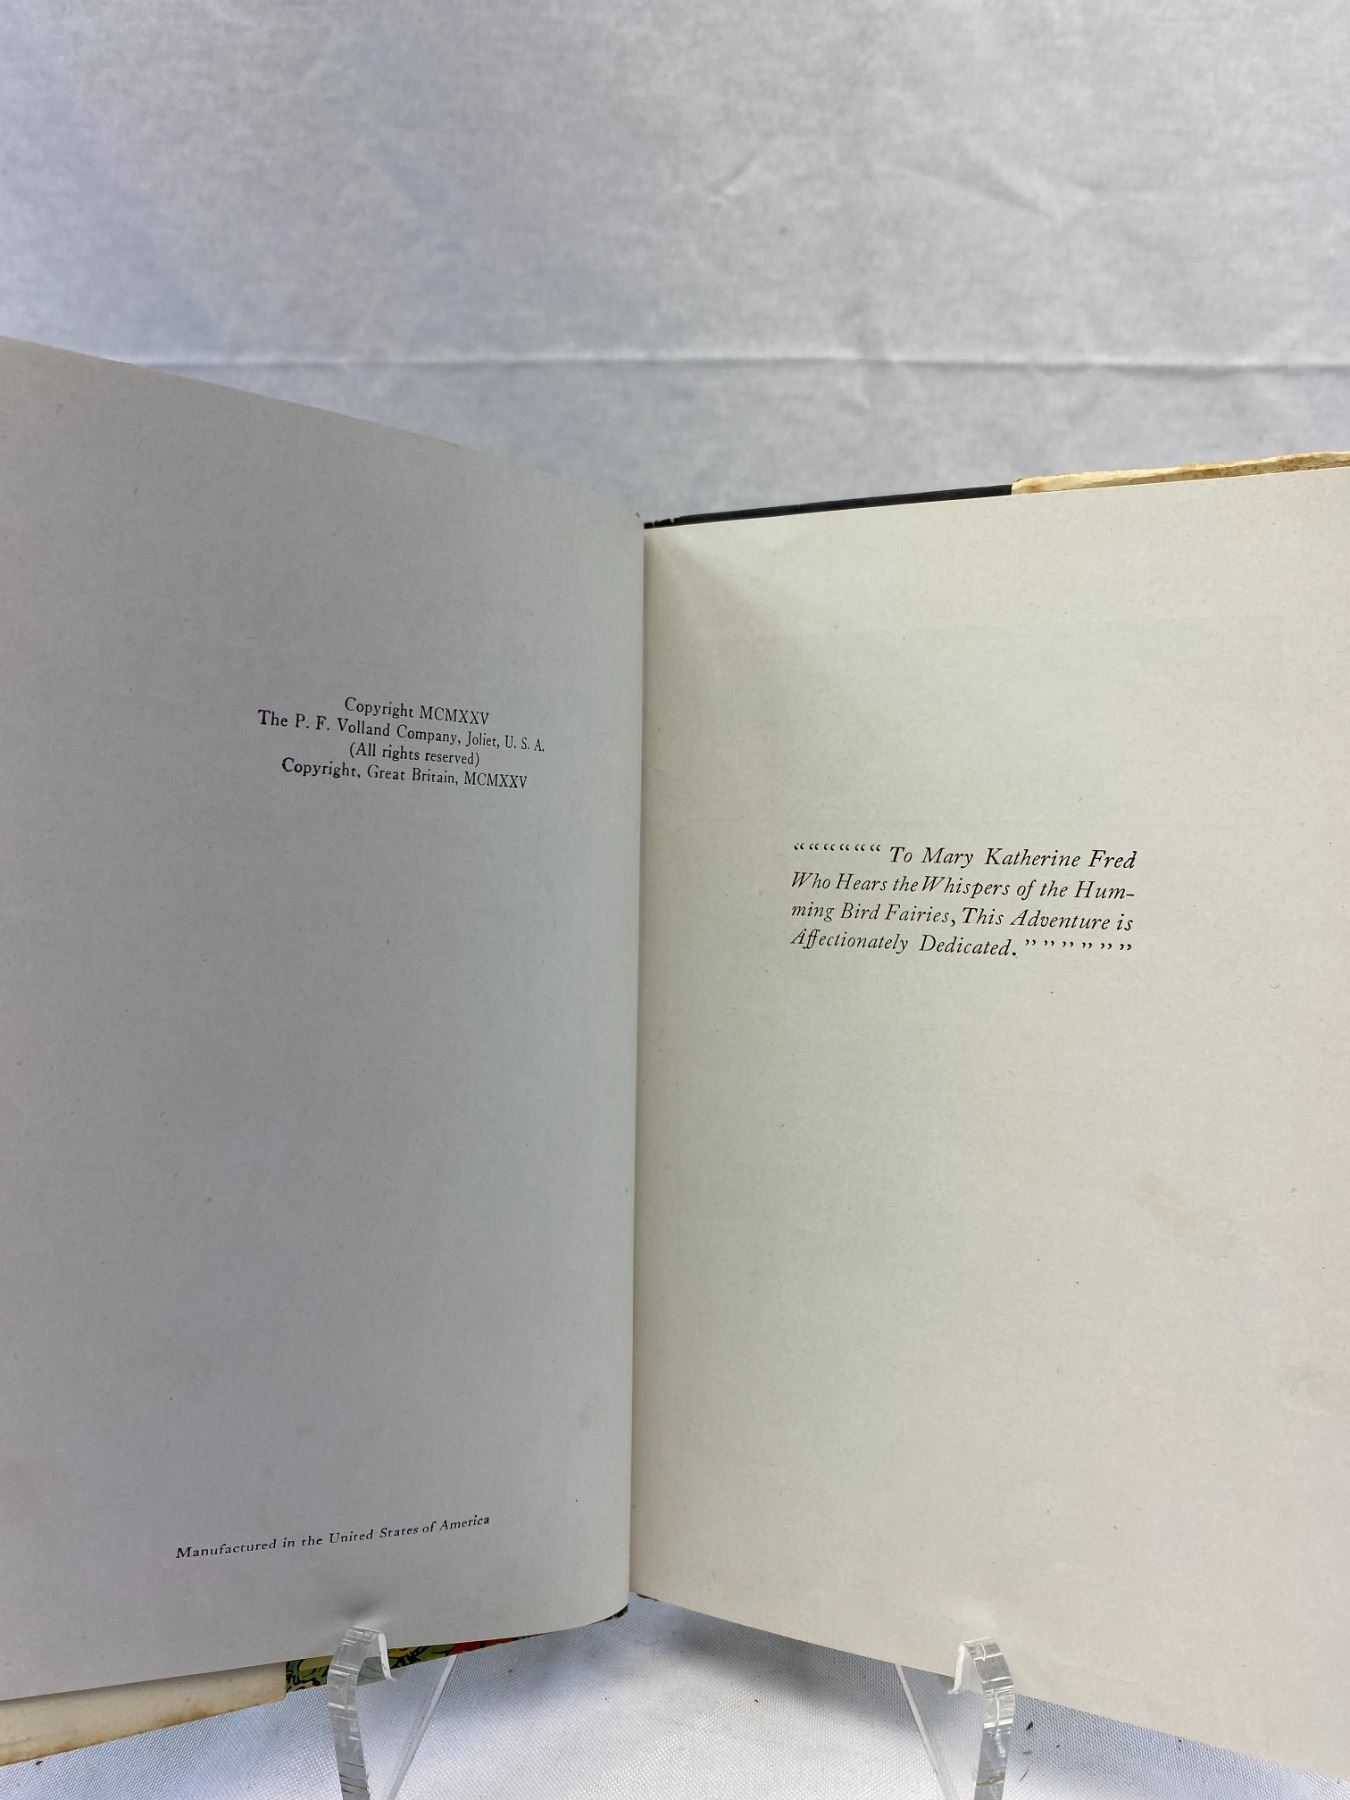 Copyright MCMXXV
The P. F. Volland Company, Joliet, U. S. A.
(All rights reserved)
Copyright, Great Britain, MCMXXV
Manufactured in the United States of America
““““““ To Mary Katherine Fred
Who Hears the Whispers of the Hum-
ming Bird Fairies, This Adventure is
Affectionately Dedicated. ””””””